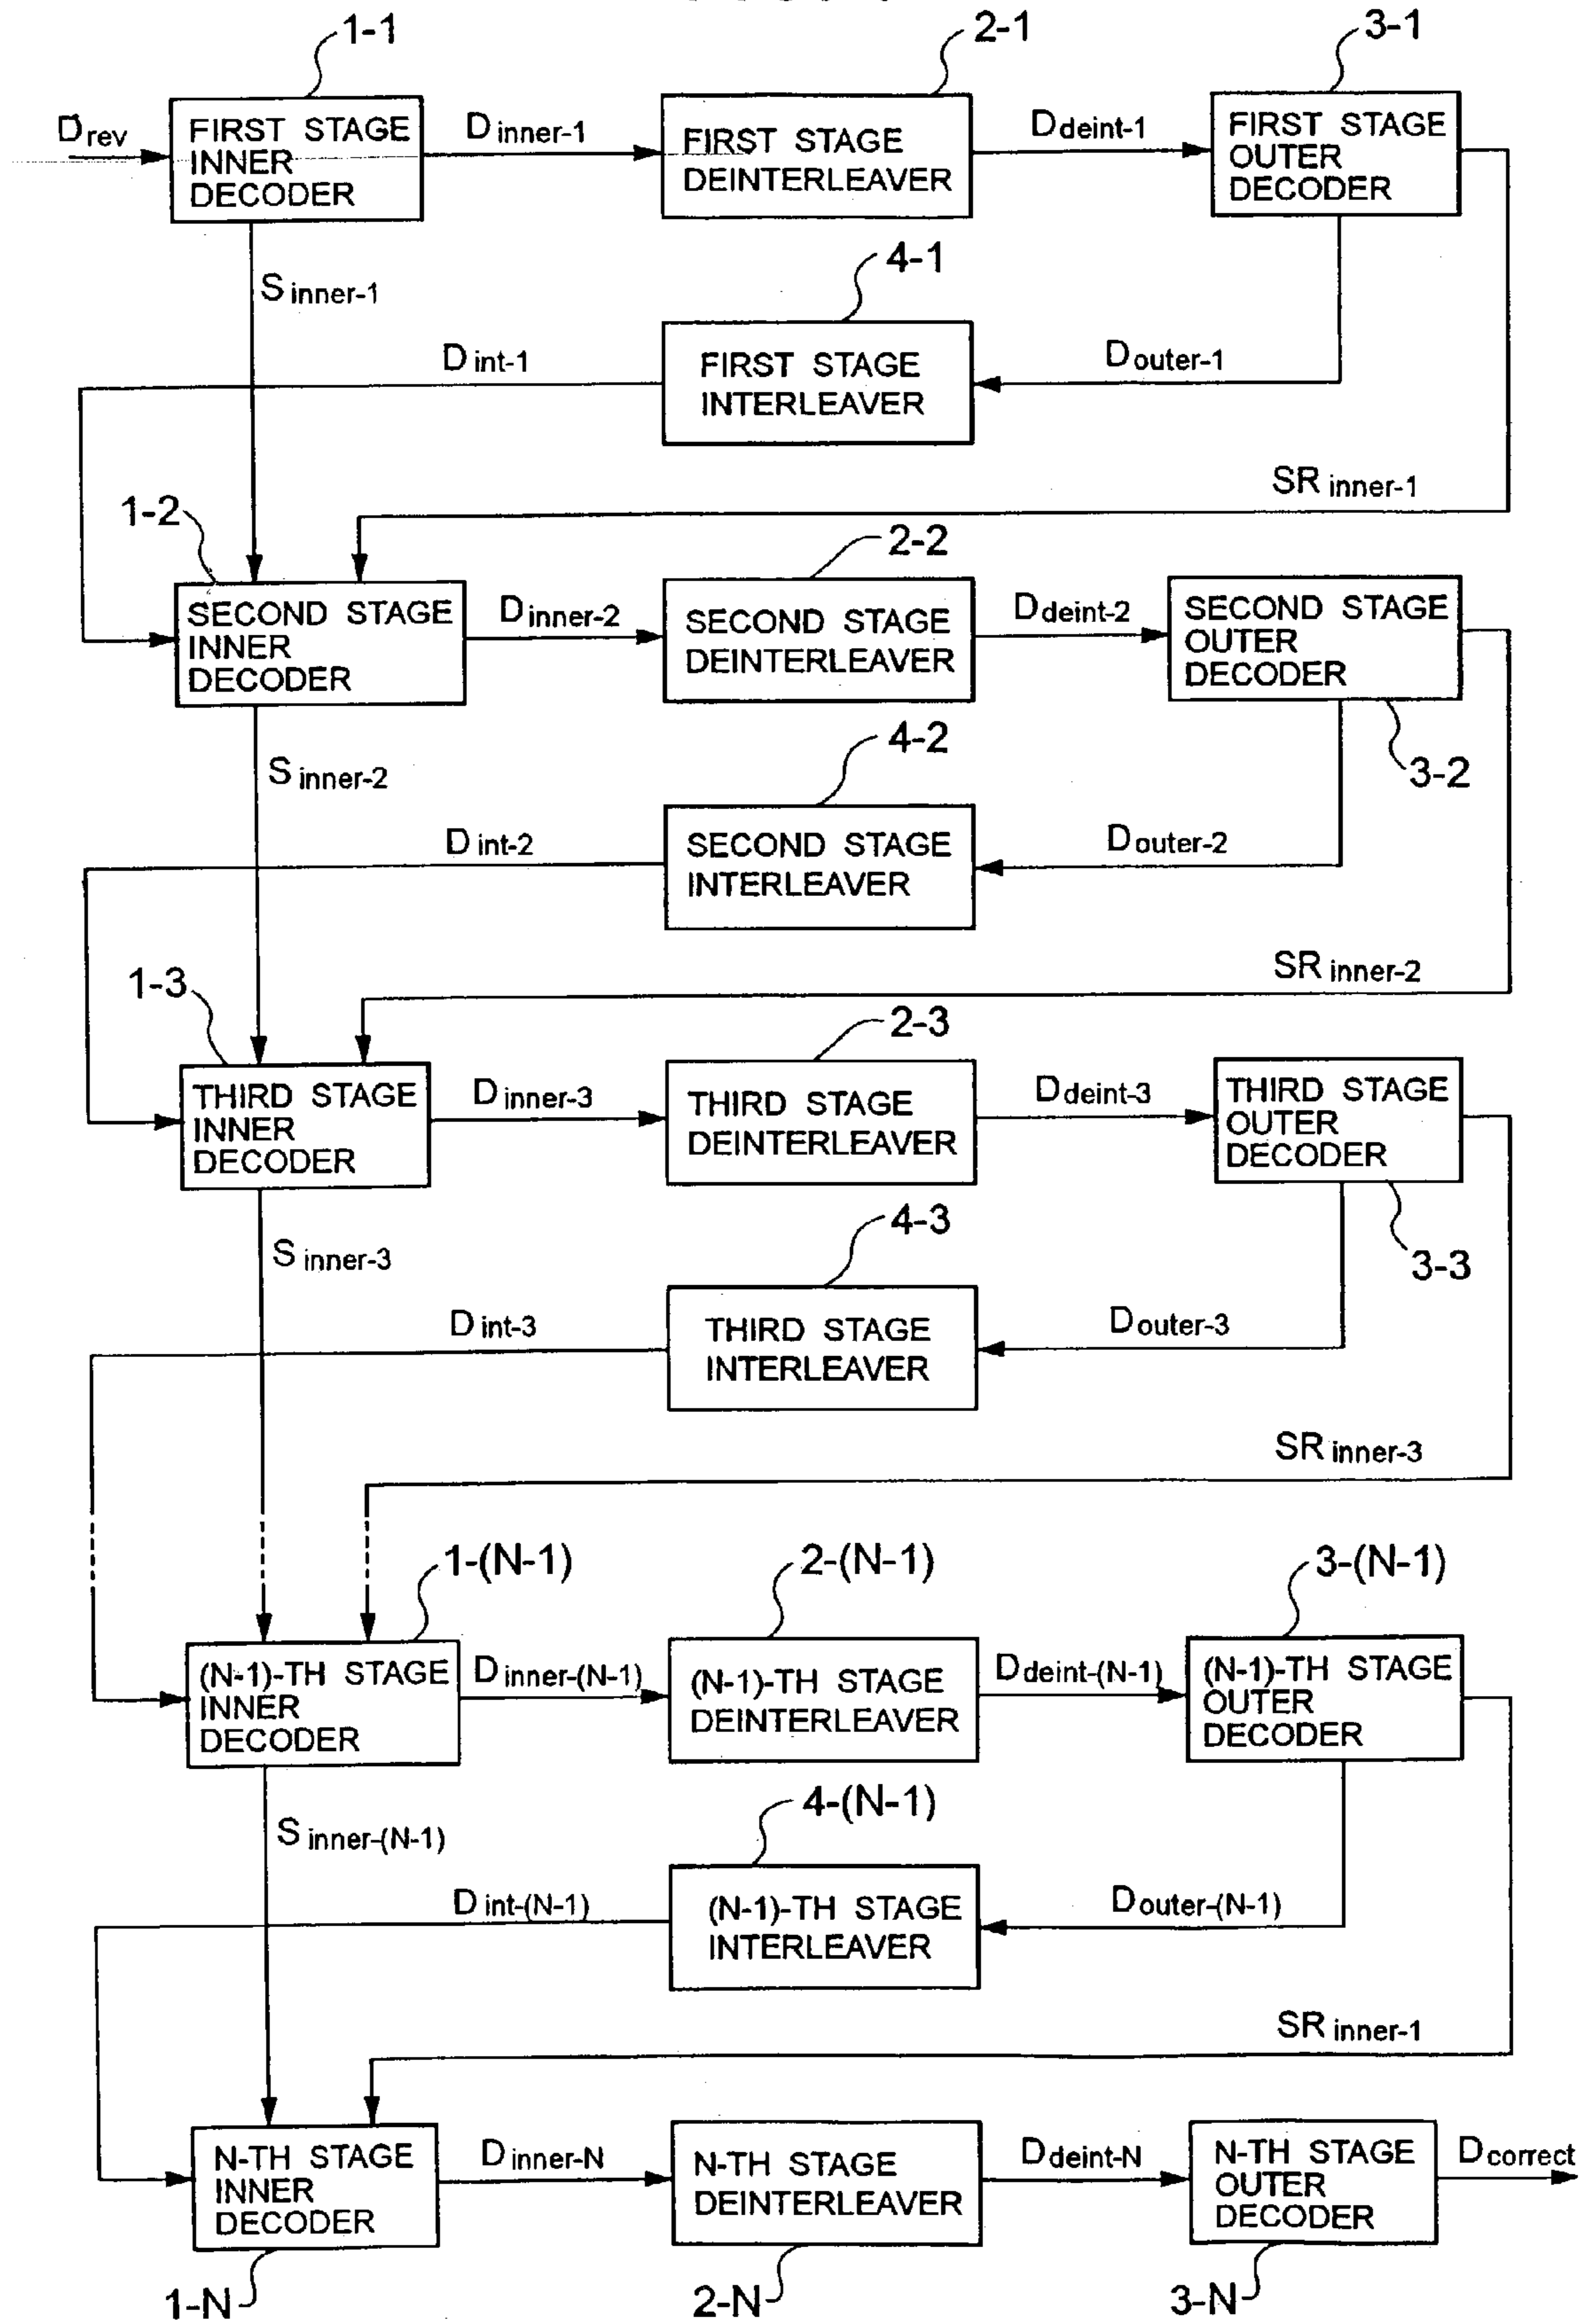 1-1
2-1
3-1
Drev
FIRST STAGE
INNER
DECODER
Dinner-1
FIRST STAGE
DEINTERLEAVER
Ddeint-1
FIRST STAGE
OUTER
DECODER
Sinner-1
4-1
Dint-1
FIRST STAGE
INTERLEAVER
Douter-1
SR inner-1
1-2
2-2
SECOND STAGE
INNER
DECODER
Dinner-2
SECOND STAGE
DEINTERLEAVER
Ddeint-2
SECOND STAGE
OUTER
DECODER
3-2
Sinner-2
4-2
Dint-2
SECOND STAGE
INTERLEAVER
Douter-2
SR inner-2
1-3
2-3
THIRD STAGE
INNER
DECODER
Dinner-3
THIRD STAGE
DEINTERLEAVER
Ddeint-3
THIRD STAGE
OUTER
DECODER
3-3
Sinner-3
4-3
Dint-3
THIRD STAGE
INTERLEAVER
Douter-3
SR inner-3
1-(N-1)
2-(N-1)
3-(N-1)
(N-1)-TH STAGE
INNER
DECODER
Dinner-(N-1)
(N-1)-TH STAGE
DEINTERLEAVER
Ddeint-(N-1)
(N-1)-TH STAGE
OUTER
DECODER
Sinner-(N-1)
4-(N-1)
Dint-(N-1)
(N-1)-TH STAGE
INTERLEAVER
Douter-(N-1)
SR inner-1
N-TH STAGE
INNER
DECODER
Dinner-N
N-TH STAGE
DEINTERLEAVER
Ddeint-N
N-TH STAGE
OUTER
DECODER
Dcorrect
1-N
2-N
3-N